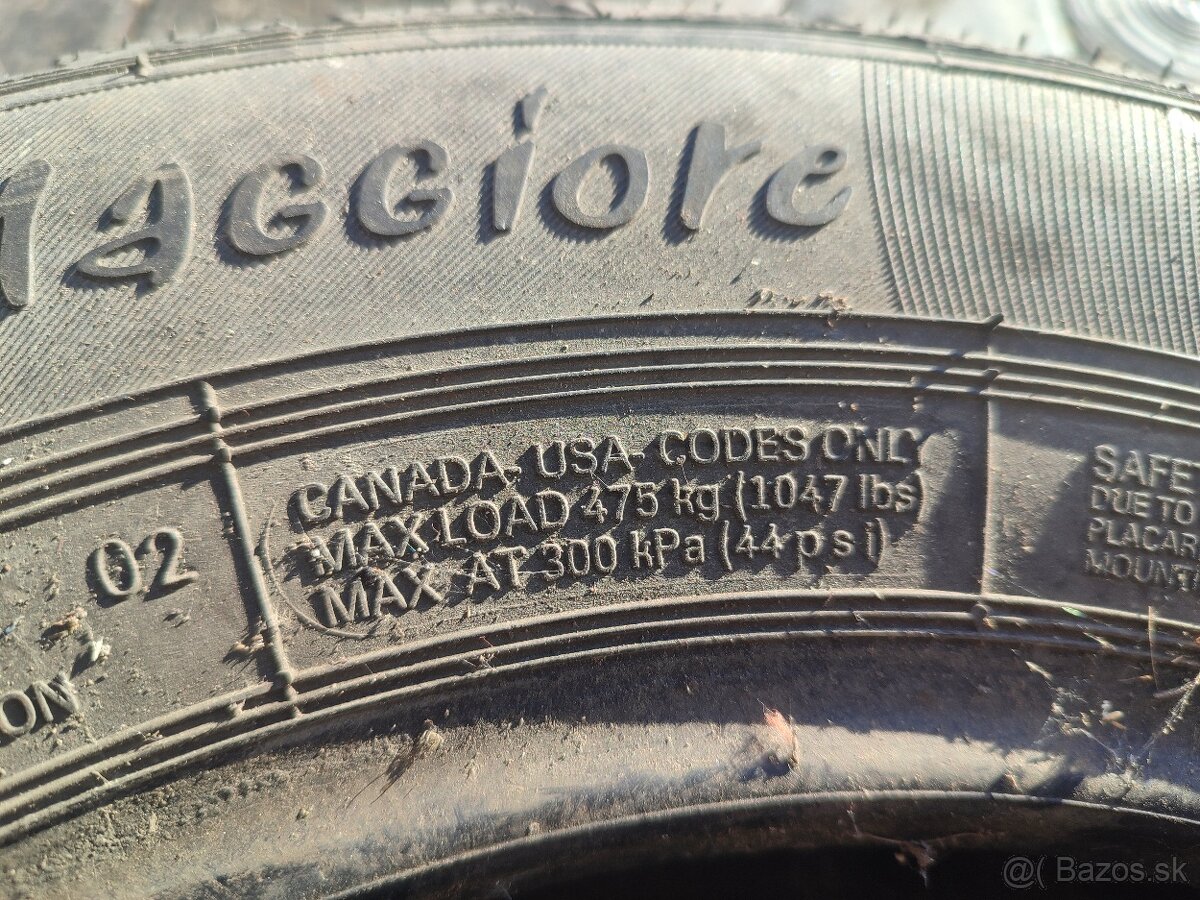 aggiore
CANADA-USA-CODES ONLY
MAX LOAD 475 kg (1047 lbs)
MAX AT 300 kPa (44 psi)
02
ON
SAFE
DUE TO
PLACAR
MOUNTI
@( Bazos.sk